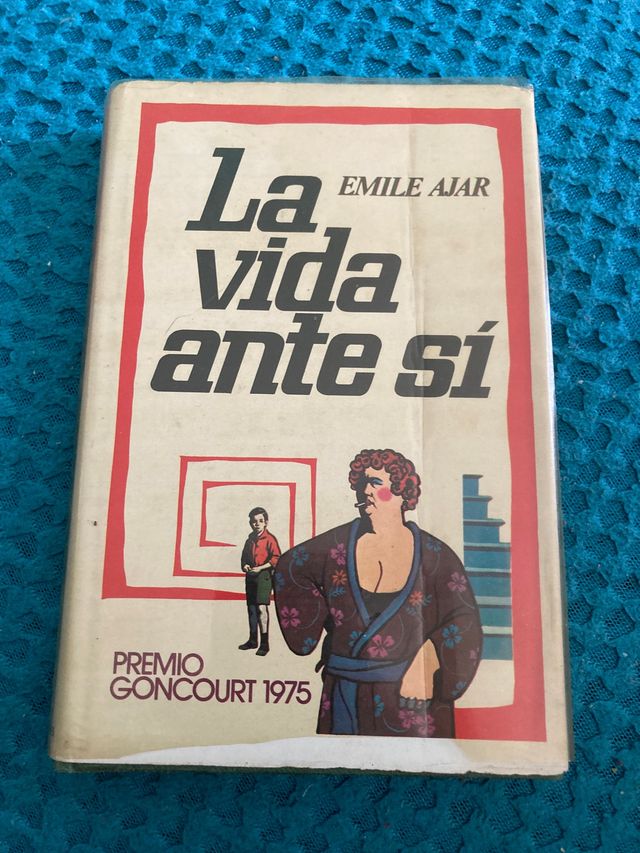 La
EMILE AJAR
vida
ante sí
PREMIO
GONCOURT 1975